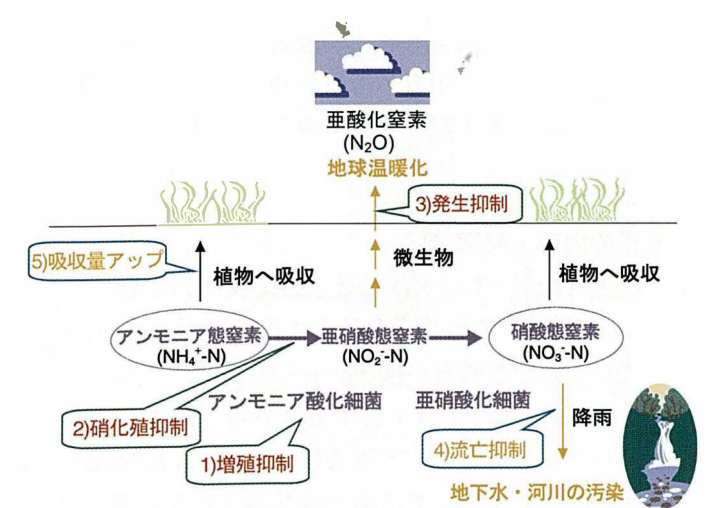 亜酸化窒素
(N₂O)
地球温暖化
3)発生抑制
5)吸収量アップ
植物へ吸収
微生物
植物へ吸収
アンモニア態窒素
(NH₄⁺-N)
亜硝酸態窒素
(NO₂⁻-N)
硝酸態窒素
(NO₃⁻-N)
アンモニア酸化細菌
亜硝酸化細菌
降雨
2)硝化殖抑制
1)増殖抑制
4)流亡抑制
地下水・河川の汚染